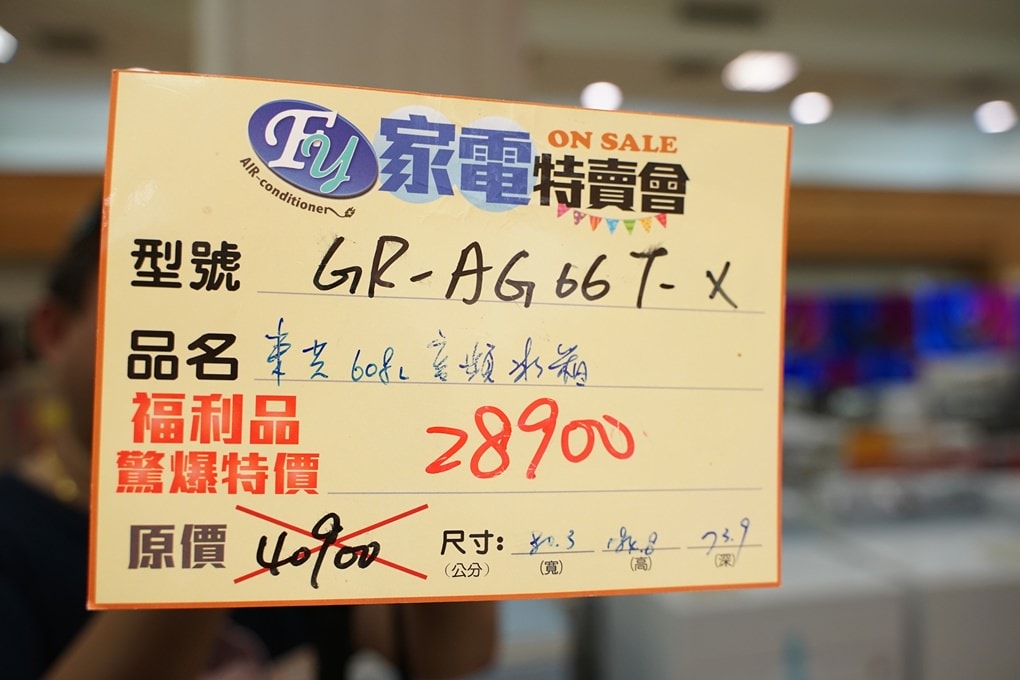 Fy
AIR-conditioner
家電 ON SALE
特賣會
型號 GR-AG66T-X
品名 東芝 608L 變頻冰箱
福利品
驚爆特價 28900
原價 40900 尺寸: 80.3 184.8 73.9
(公分) (寬) (高) (深)